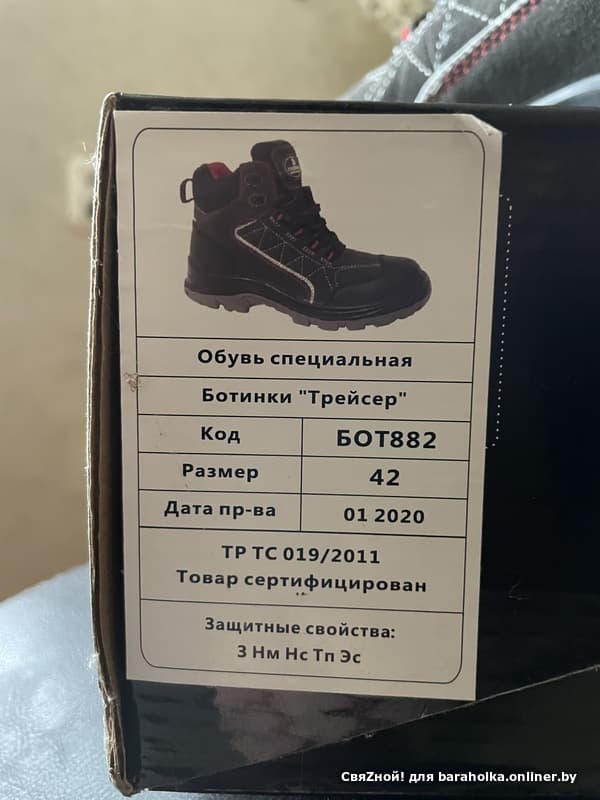 Обувь специальная
Ботинки "Трейсер"
Код БОТ882
Размер 42
Дата пр-ва 01 2020
ТР ТС 019/2011
Товар сертифицирован
Защитные свойства:
З Нм Нс Тп Эс
СвяZной! для baraholka.onliner.by